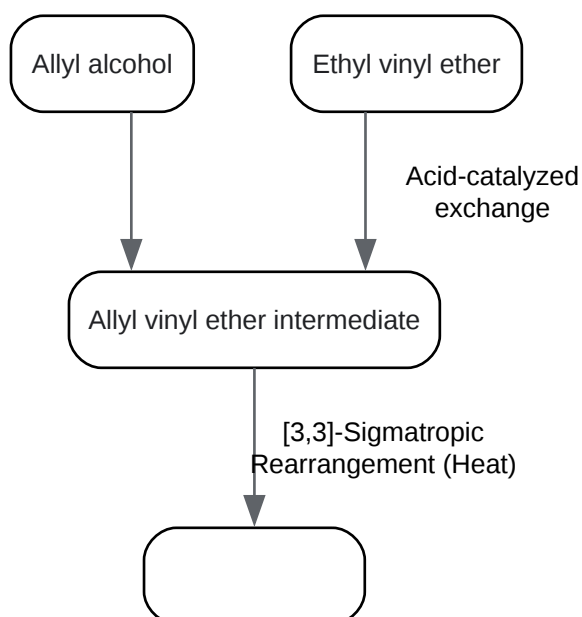 Allyl alcohol
Ethyl vinyl ether
Acid-catalyzed
exchange
Allyl vinyl ether intermediate
[3,3]-Sigmatropic
Rearrangement (Heat)